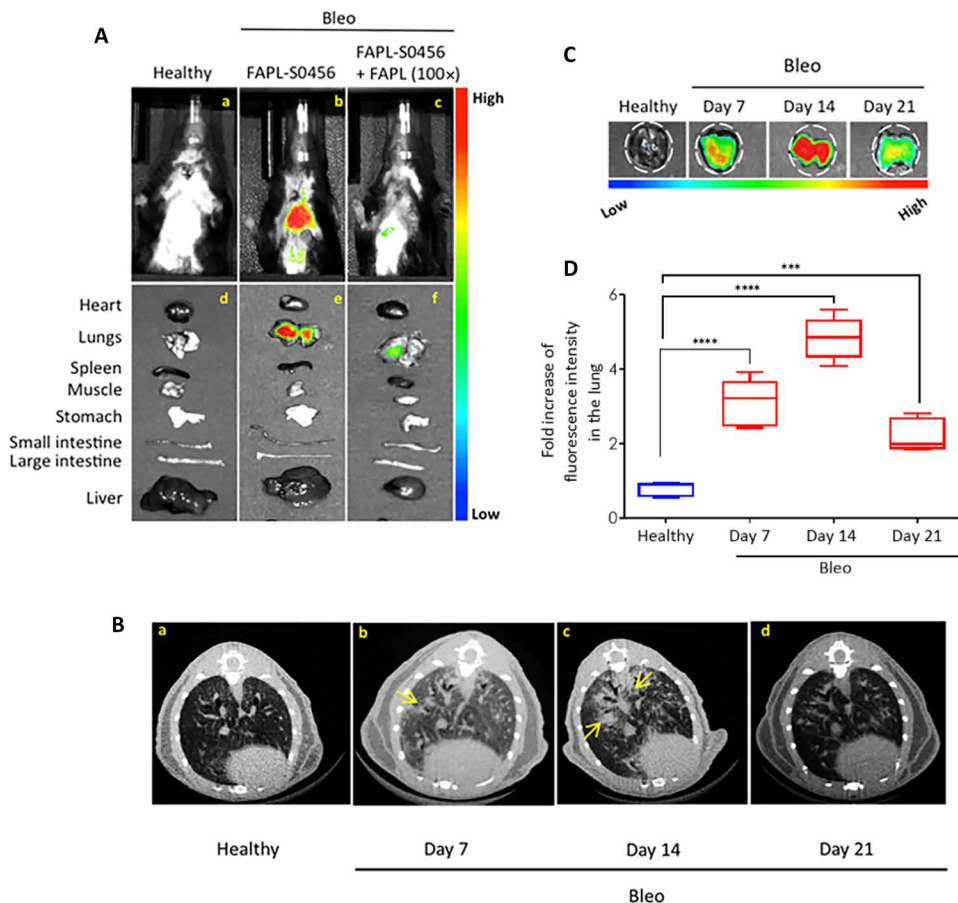 A
Bleo
Healthy
FAPL-S0456
FAPL-S0456
+ FAPL (100×)
a
b
c
High
d
e
f
Heart
Lungs
Spleen
Muscle
Stomach
Small intestine
Large intestine
Liver
Low
C
Bleo
Healthy
Day 7
Day 14
Day 21
Low
High
D
Fold increase of
fluorescence intensity
in the lung
6
4
2
0
****
****
***
Healthy
Day 7
Day 14
Day 21
Bleo
B
a
b
c
d
Healthy
Day 7
Day 14
Day 21
Bleo